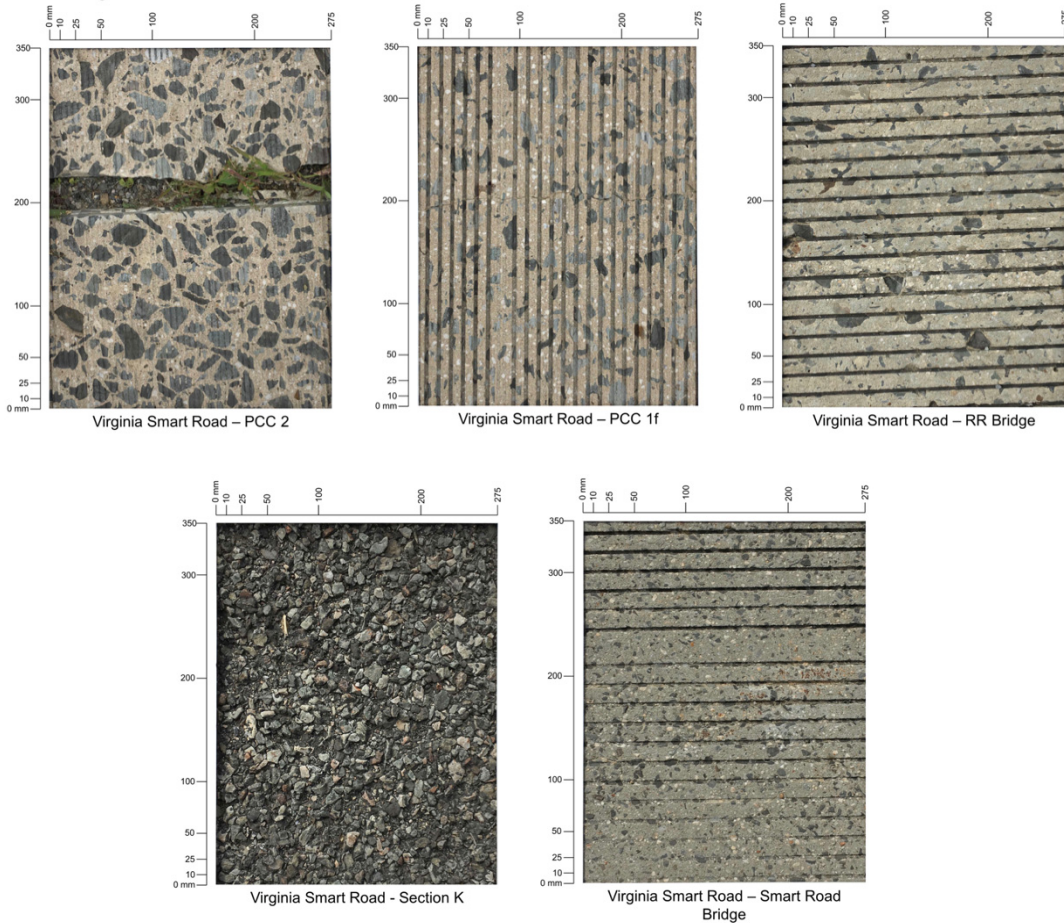 0 mm 10 25 50 100 200 275
350
300
200
100
50
25
10
0 mm
Virginia Smart Road – PCC 2
0 mm 10 25 50 100 200 275
350
300
200
100
50
25
10
0 mm
Virginia Smart Road – PCC 1f
0 mm 10 25 50 100 200 275
350
300
200
100
50
25
10
0 mm
Virginia Smart Road – RR Bridge
0 mm 10 25 50 100 200 275
350
300
200
100
50
25
10
0 mm
Virginia Smart Road - Section K
0 mm 10 25 50 100 200 275
350
300
200
100
50
25
10
0 mm
Virginia Smart Road – Smart Road
Bridge